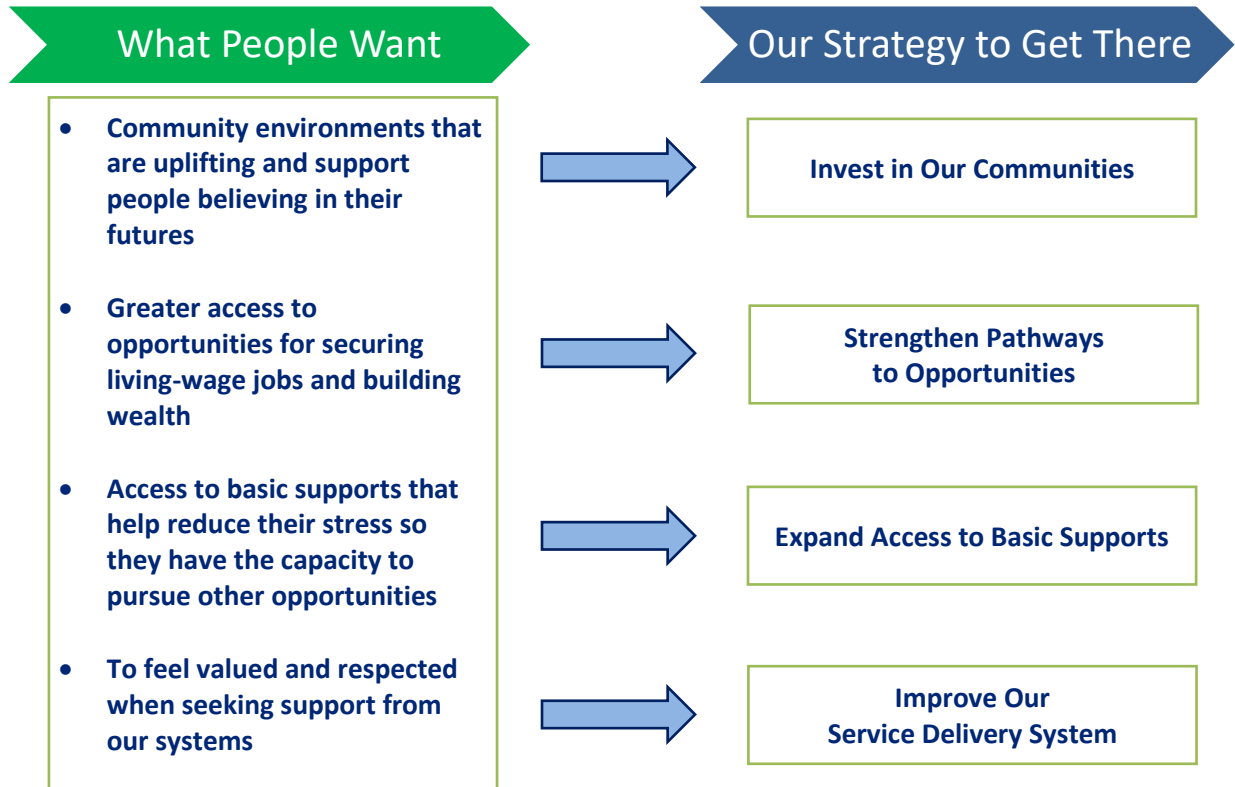 What People Want
Our Strategy to Get There
• Community environments that
are uplifting and support
people believing in their
futures
Invest in Our Communities
• Greater access to
opportunities for securing
living-wage jobs and building
wealth
Strengthen Pathways
to Opportunities
• Access to basic supports that
help reduce their stress so
they have the capacity to
pursue other opportunities
Expand Access to Basic Supports
• To feel valued and respected
when seeking support from
our systems
Improve Our
Service Delivery System